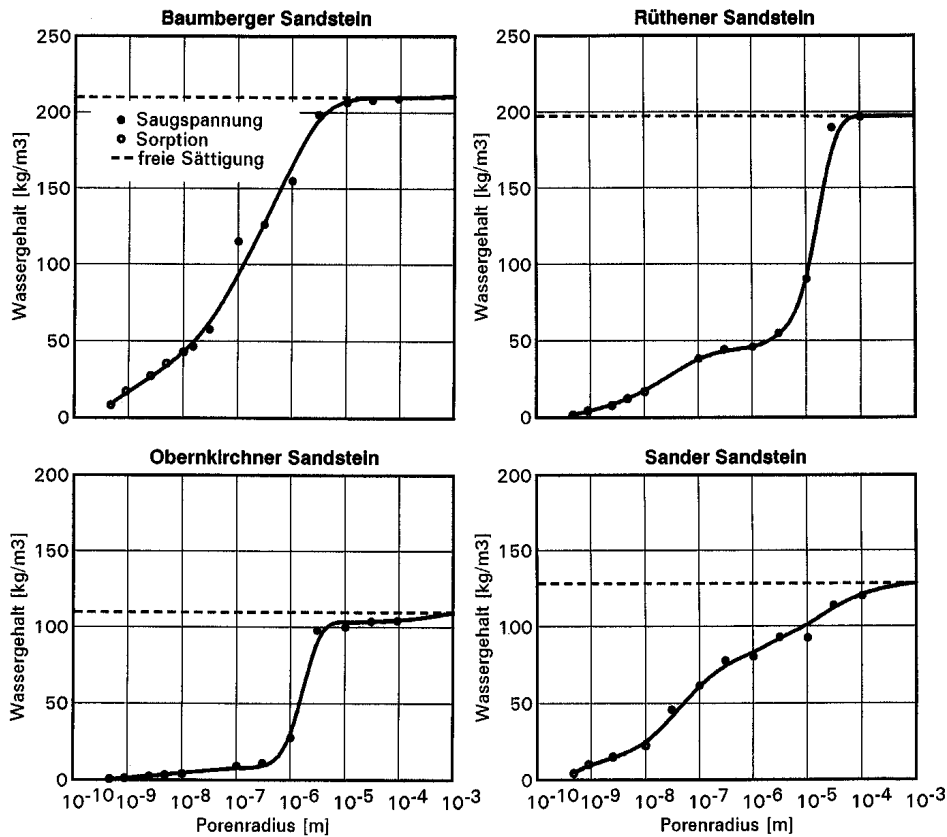 Baumberger Sandstein
Wassergehalt [kg/m3]
250
200
150
100
50
0
Saugspannung
Sorption
freie Sättigung
Rüthener Sandstein
Wassergehalt [kg/m3]
250
200
150
100
50
0
Obernkirchner Sandstein
Wassergehalt [kg/m3]
200
150
100
50
0
10-10 10-9 10-8 10-7 10-6 10-5 10-4 10-3
Porenradius [m]
Sander Sandstein
Wassergehalt [kg/m3]
200
150
100
50
0
10-10 10-9 10-8 10-7 10-6 10-5 10-4 10-3
Porenradius [m]